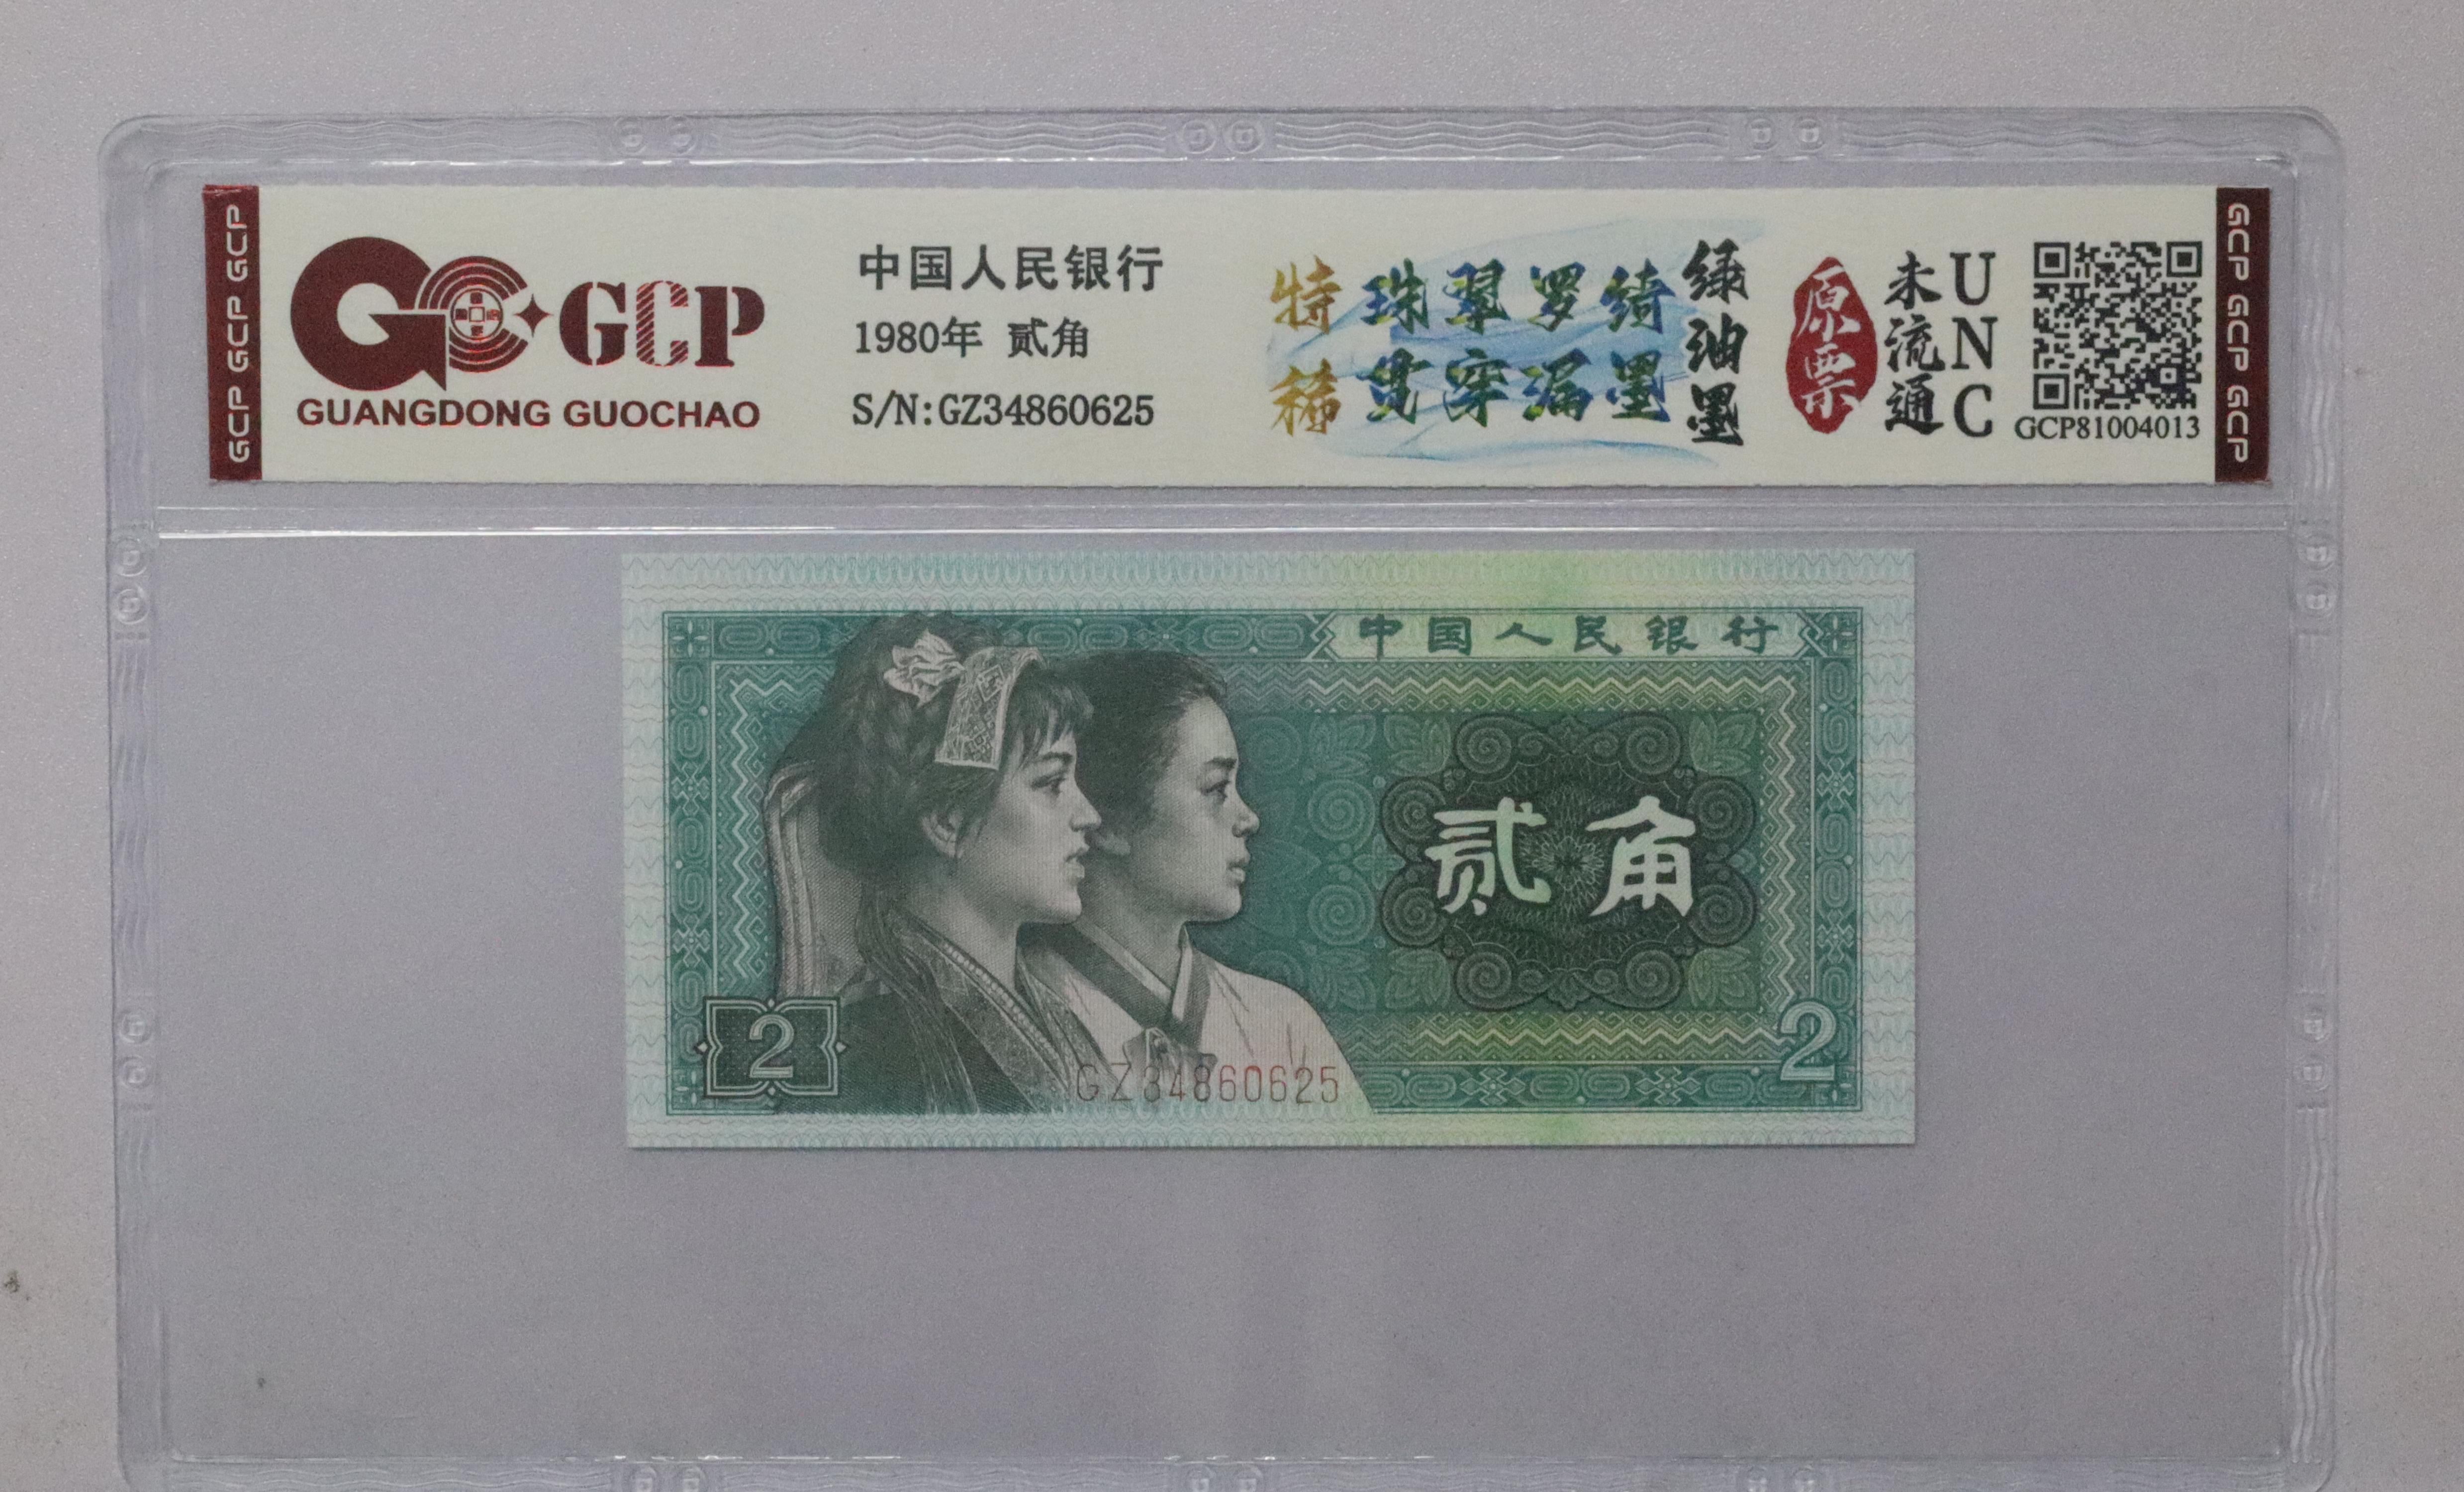 GCP GCP GCP
GCP
GUANGDONG GUOCHAO
中国人民银行
1980年 贰角
S/N:GZ34860625
特稀
珠翠罗绮
贯穿漏墨
绿油墨
原票
未流通
UNC
GCP81004013
GCP GCP GCP
中国人民银行
贰角
2
2
GZ34860625